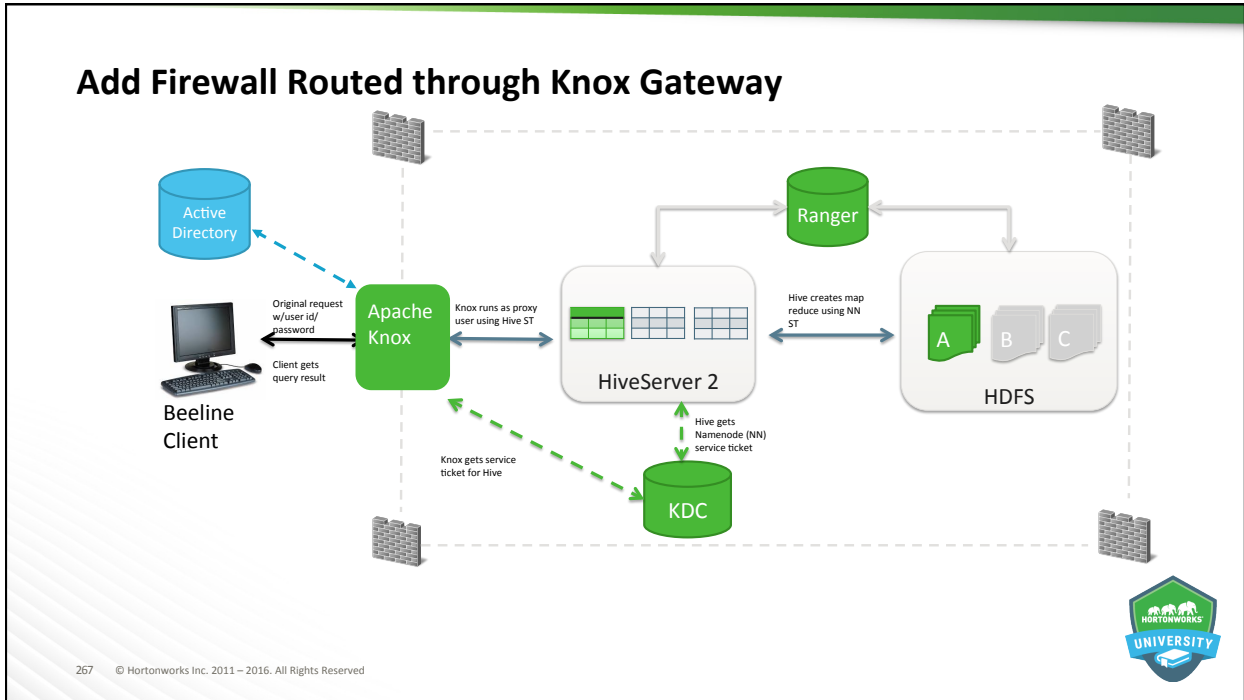 Add Firewall Routed through Knox Gateway
Active
Directory
Ranger
Original request
w/user id/
password
Client gets
query result
Beeline
Client
Apache
Knox
Knox runs as proxy
user using Hive ST
HiveServer 2
Hive creates map
reduce using NN
ST
A
B
C
HDFS
Knox gets service
ticket for Hive
Hive gets
Namenode (NN)
service ticket
KDC
HORTONWORKS
UNIVERSITY
267 © Hortonworks Inc. 2011 – 2016. All Rights Reserved